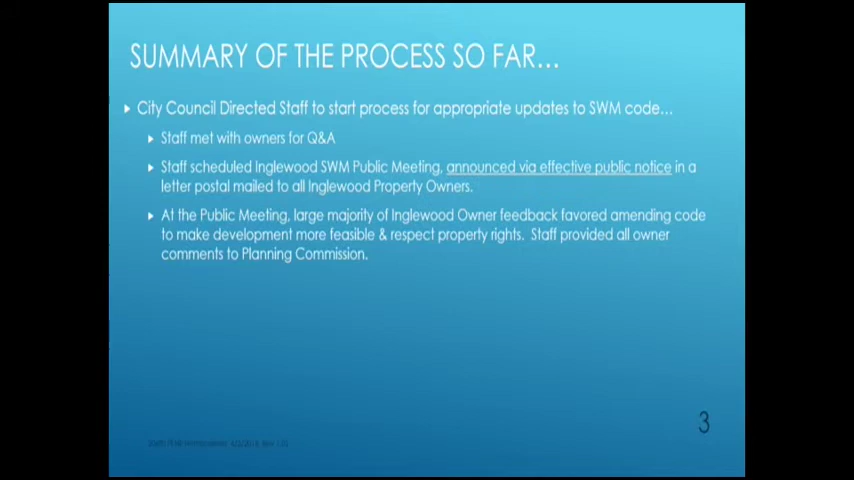 SUMMARY OF THE PROCESS SO FAR…
City Council Directed Staff to start process for appropriate updates to SWM code…
Staff met with owners for Q&A
Staff scheduled Inglewood SWM Public Meeting, announced via effective public notice in a
letter postal mailed to all Inglewood Property Owners.
At the Public Meeting, large majority of Inglewood Owner feedback favored amending code
to make development more feasible & respect property rights. Staff provided all owner
comments to Planning Commission.
3